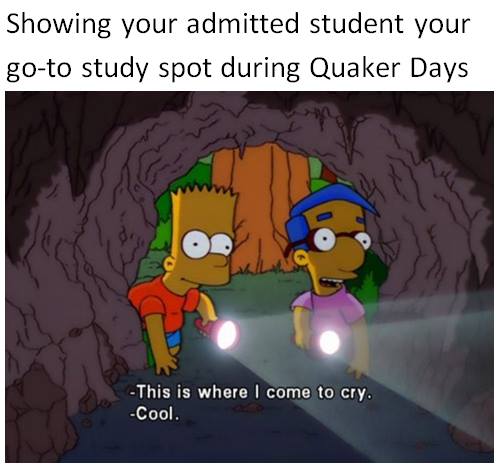 Showing your admitted student your
go-to study spot during Quaker Days
-This is where I come to cry.
-Cool.